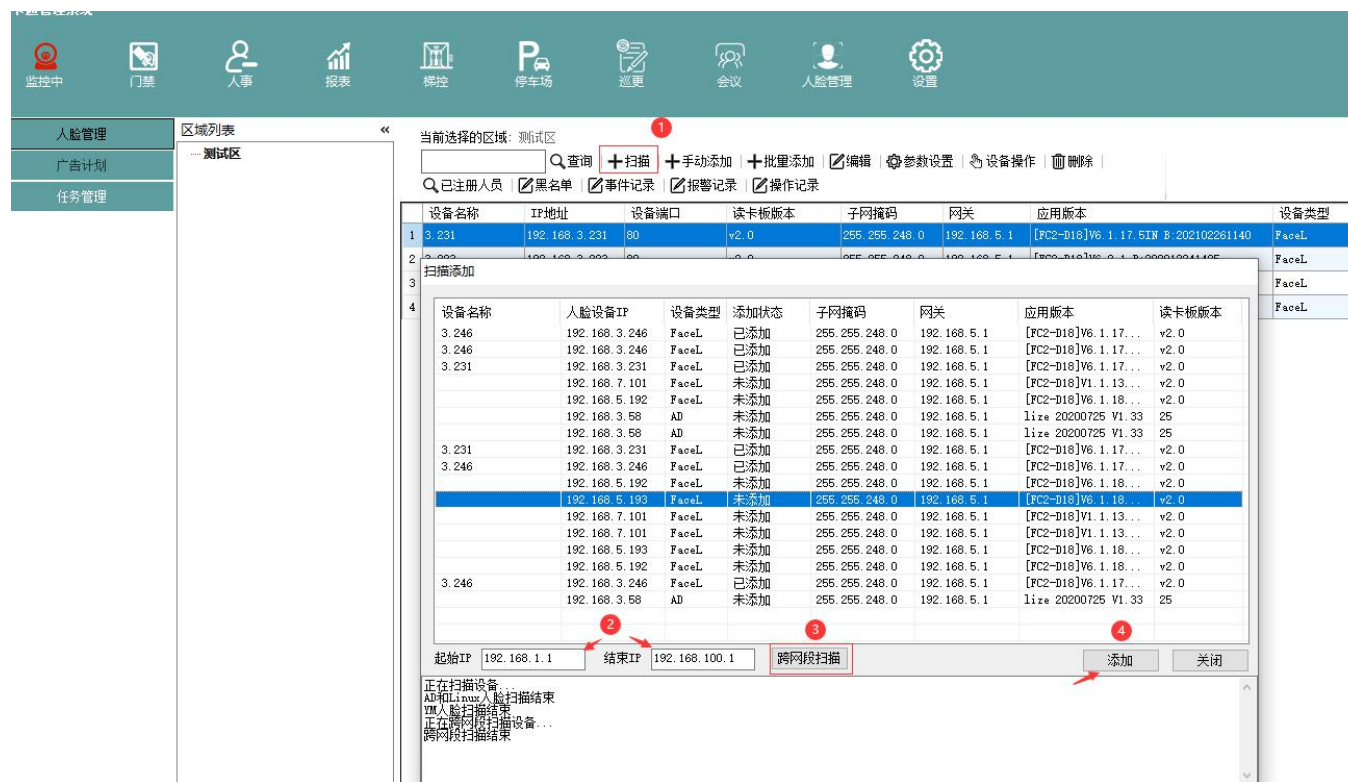 监控中 门禁 人事 报表 梯控 停车场 巡更 会议 人脸管理 设置
人脸管理
广告计划
任务管理
区域列表 «
测试区
当前选择的区域: 测试区
1
查询 扫描 手动添加 批量添加 编辑 参数设置 设备操作 删除
已注册人员 黑名单 事件记录 报警记录 操作记录
设备名称 IP地址 设备端口 读卡板版本 子网掩码 网关 应用版本 设备类型
1 3.231 192.168.3.231 80 v2.0 255.255.248.0 192.168.5.1 [FC2-D18]V6.1.17.5IN B:202102261140 FaceL
2 FaceL
3 FaceL
4 FaceL
扫描添加
设备名称 人脸设备IP 设备类型 添加状态 子网掩码 网关 应用版本 读卡板版本
3.246 192.168.3.246 FaceL 已添加 255.255.248.0 192.168.5.1 [FC2-D18]V6.1.17... v2.0
3.246 192.168.3.246 FaceL 已添加 255.255.248.0 192.168.5.1 [FC2-D18]V6.1.17... v2.0
3.231 192.168.3.231 FaceL 已添加 255.255.248.0 192.168.5.1 [FC2-D18]V6.1.17... v2.0
192.168.7.101 FaceL 未添加 255.255.248.0 192.168.5.1 [FC2-D18]V1.1.13... v2.0
192.168.5.192 FaceL 未添加 255.255.248.0 192.168.5.1 [FC2-D18]V6.1.18... v2.0
192.168.3.58 AD 未添加 255.255.248.0 192.168.5.1 lize 20200725 V1.33 25
192.168.3.58 AD 未添加 255.255.248.0 192.168.5.1 lize 20200725 V1.33 25
3.231 192.168.3.231 FaceL 已添加 255.255.248.0 192.168.5.1 [FC2-D18]V6.1.17... v2.0
3.246 192.168.3.246 FaceL 已添加 255.255.248.0 192.168.5.1 [FC2-D18]V6.1.17... v2.0
192.168.5.192 FaceL 未添加 255.255.248.0 192.168.5.1 [FC2-D18]V6.1.18... v2.0
192.168.5.193 FaceL 未添加 255.255.248.0 192.168.5.1 [FC2-D18]V6.1.18... v2.0
192.168.7.101 FaceL 未添加 255.255.248.0 192.168.5.1 [FC2-D18]V1.1.13... v2.0
192.168.7.101 FaceL 未添加 255.255.248.0 192.168.5.1 [FC2-D18]V1.1.13... v2.0
192.168.5.193 FaceL 未添加 255.255.248.0 192.168.5.1 [FC2-D18]V6.1.18... v2.0
192.168.5.192 FaceL 未添加 255.255.248.0 192.168.5.1 [FC2-D18]V6.1.18... v2.0
3.246 192.168.3.246 FaceL 已添加 255.255.248.0 192.168.5.1 [FC2-D18]V6.1.17... v2.0
192.168.3.58 AD 未添加 255.255.248.0 192.168.5.1 lize 20200725 V1.33 25
2 3 4
起始IP 192.168.1.1 结束IP 192.168.100.1 跨网段扫描 添加 关闭
正在扫描设备...
AD和Linux人脸扫描结束
YM人脸扫描结束
正在跨网段扫描设备...
跨网段扫描结束